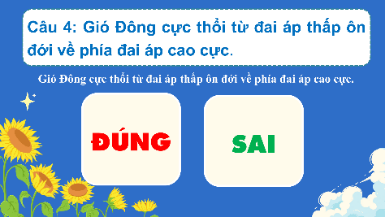 Câu 4: Gió Đông cực thổi từ đai áp thấp ôn
đới về phía đai áp cao cực.
Gió Đông cực thổi từ đai áp thấp ôn đới về phía đai áp cao cực.
ĐÚNG
SAI